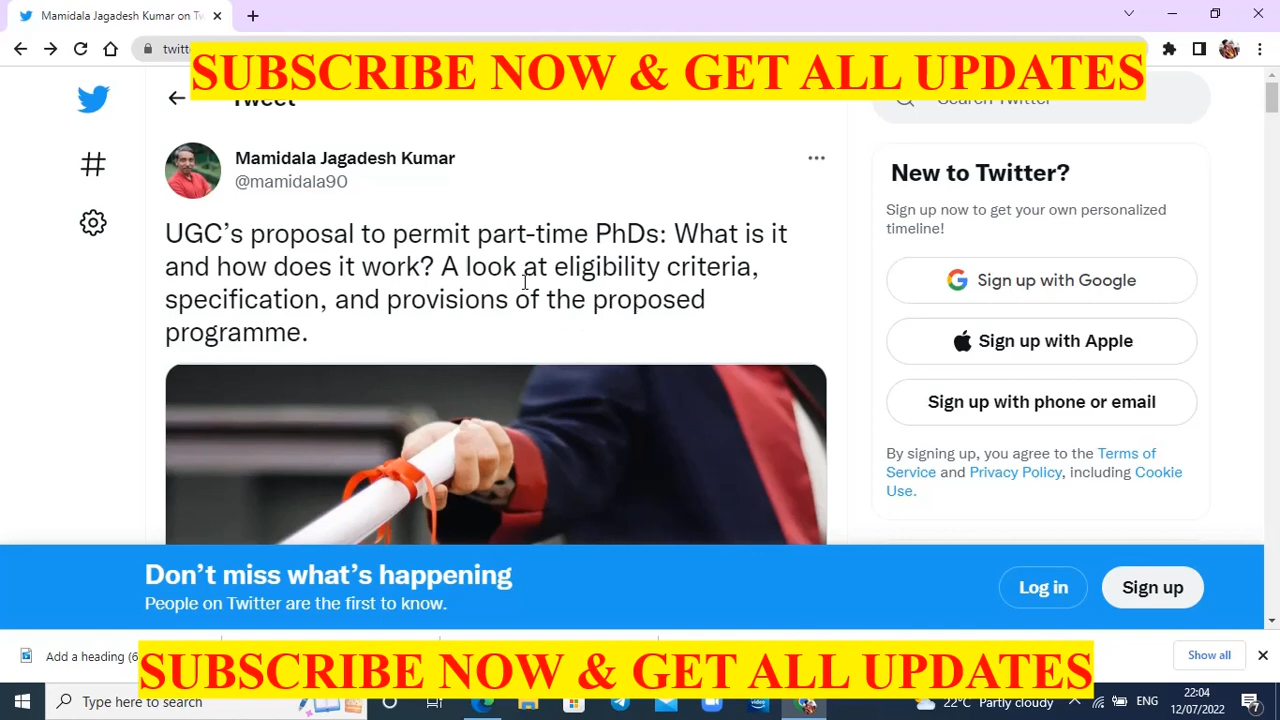 Mamidala Jagadesh Kumar on Tw
twitt
SUBSCRIBE NOW & GET ALL UPDATES
Tweet
Search Twitter
Mamidala Jagadesh Kumar
@mamidala90
UGC's proposal to permit part-time PhDs: What is it
and how does it work? A look at eligibility criteria,
specification, and provisions of the proposed
programme.
New to Twitter?
Sign up now to get your own personalized
timeline!
Sign up with Google
Sign up with Apple
Sign up with phone or email
By signing up, you agree to the Terms of
Service and Privacy Policy, including Cookie
Use.
Don't miss what's happening
People on Twitter are the first to know.
Log in
Sign up
Add a heading (6
Show all
SUBSCRIBE NOW & GET ALL UPDATES
Type here to search
22°C Partly cloudy
ENG
22:04
12/07/2022